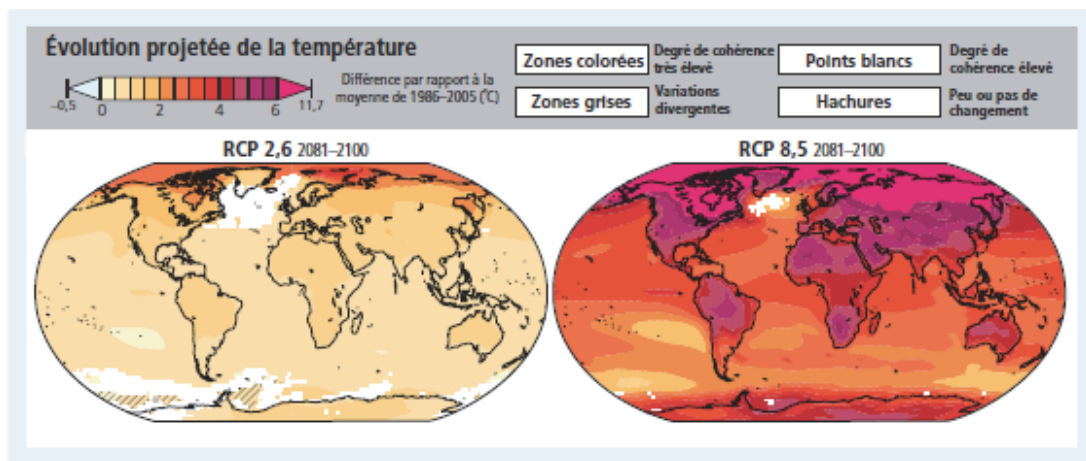 Évolution projetée de la température
−0,5 0 2 4 6 11,7
Différence par rapport à la
moyenne de 1986–2005 (°C)
Zones colorées
Degré de cohérence
très élevé
Points blancs
Degré de
cohérence élevé
Zones grises
Variations
divergentes
Hachures
Peu ou pas de
changement
RCP 2,6 2081–2100
RCP 8,5 2081–2100